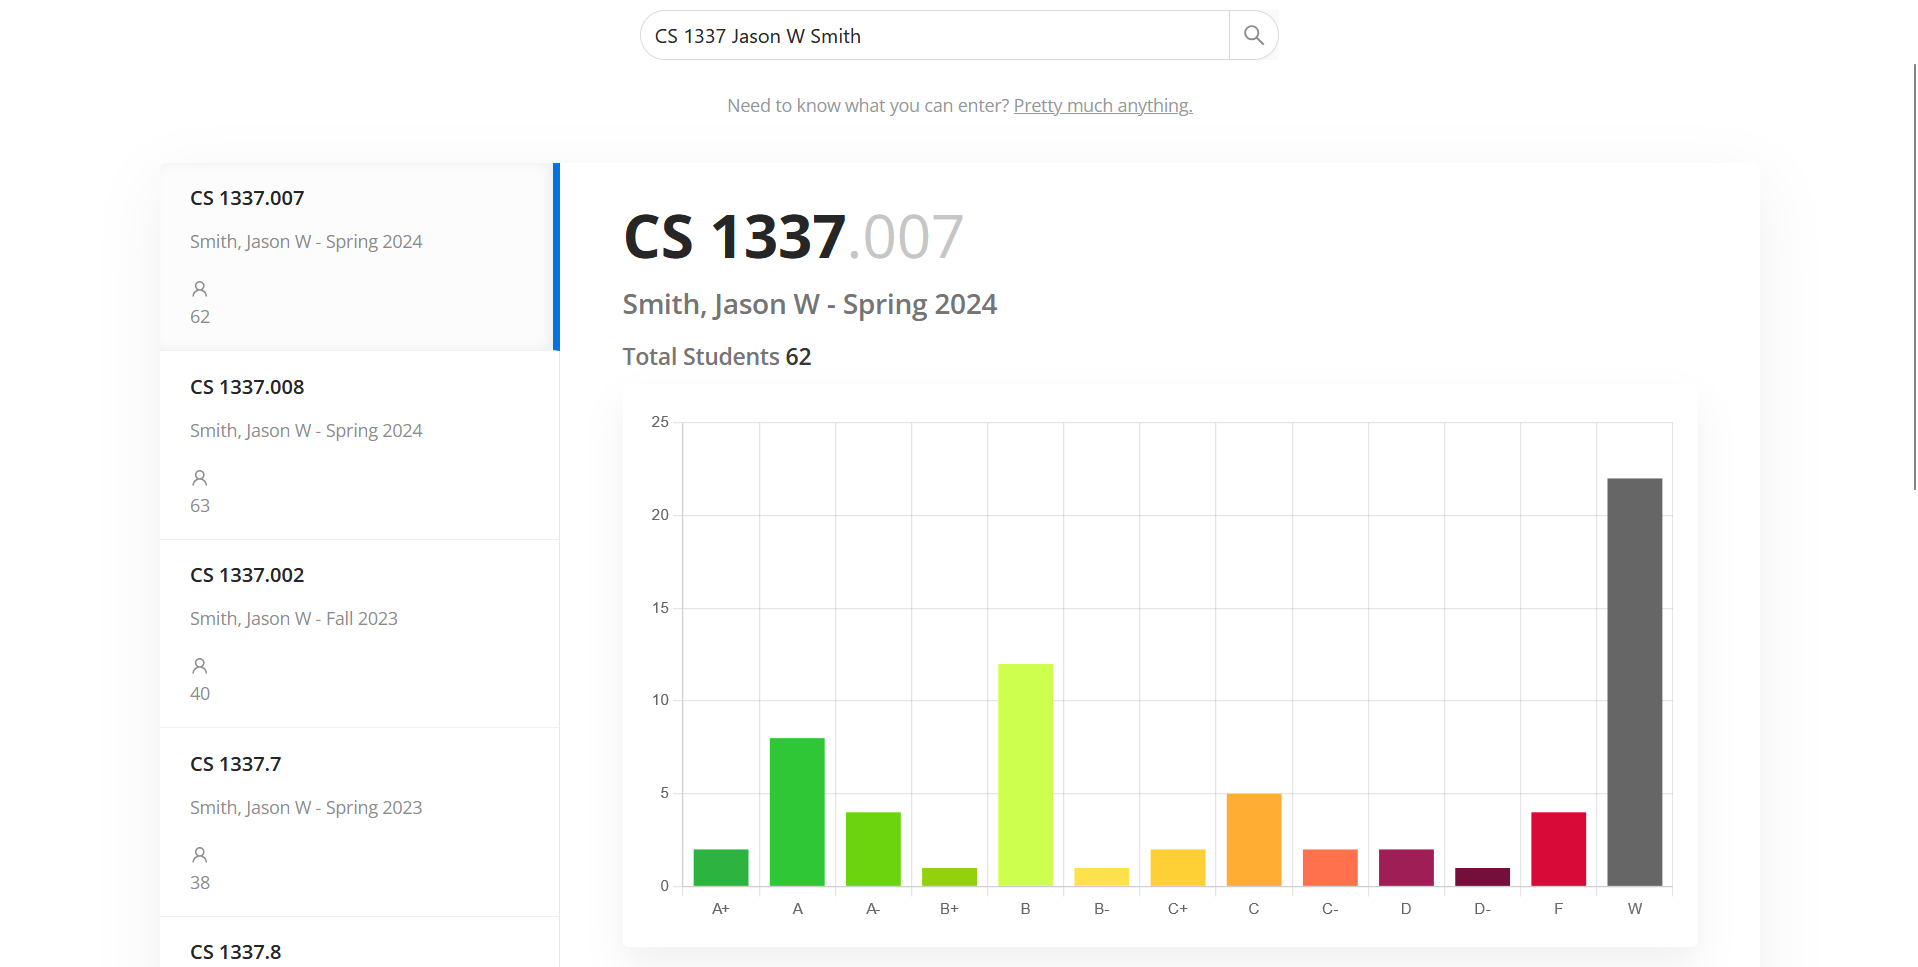 CS 1337 Jason W Smith
Need to know what you can enter? Pretty much anything.
CS 1337.007
Smith, Jason W - Spring 2024
62
CS 1337.008
Smith, Jason W - Spring 2024
63
CS 1337.002
Smith, Jason W - Fall 2023
40
CS 1337.7
Smith, Jason W - Spring 2023
38
CS 1337.8
CS 1337.007
Smith, Jason W - Spring 2024
Total Students 62
25
20
15
10
5
0
A+ A A- B+ B B- C+ C C- D D- F W